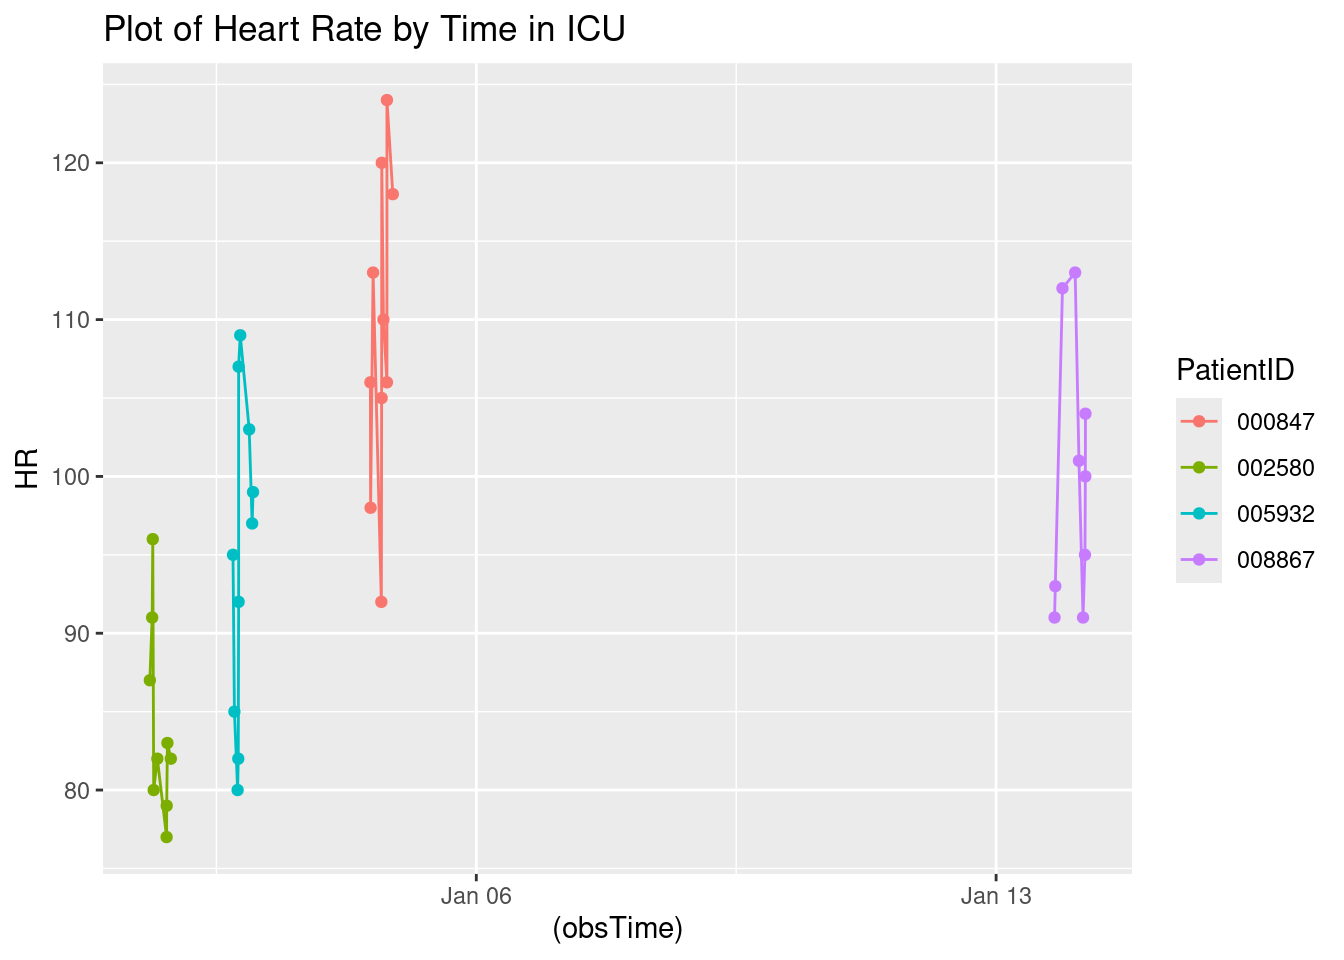 Plot of Heart Rate by Time in ICU
120
110
100
90
80
HR
Jan 06
Jan 13
(obsTime)
PatientID
000847
002580
005932
008867